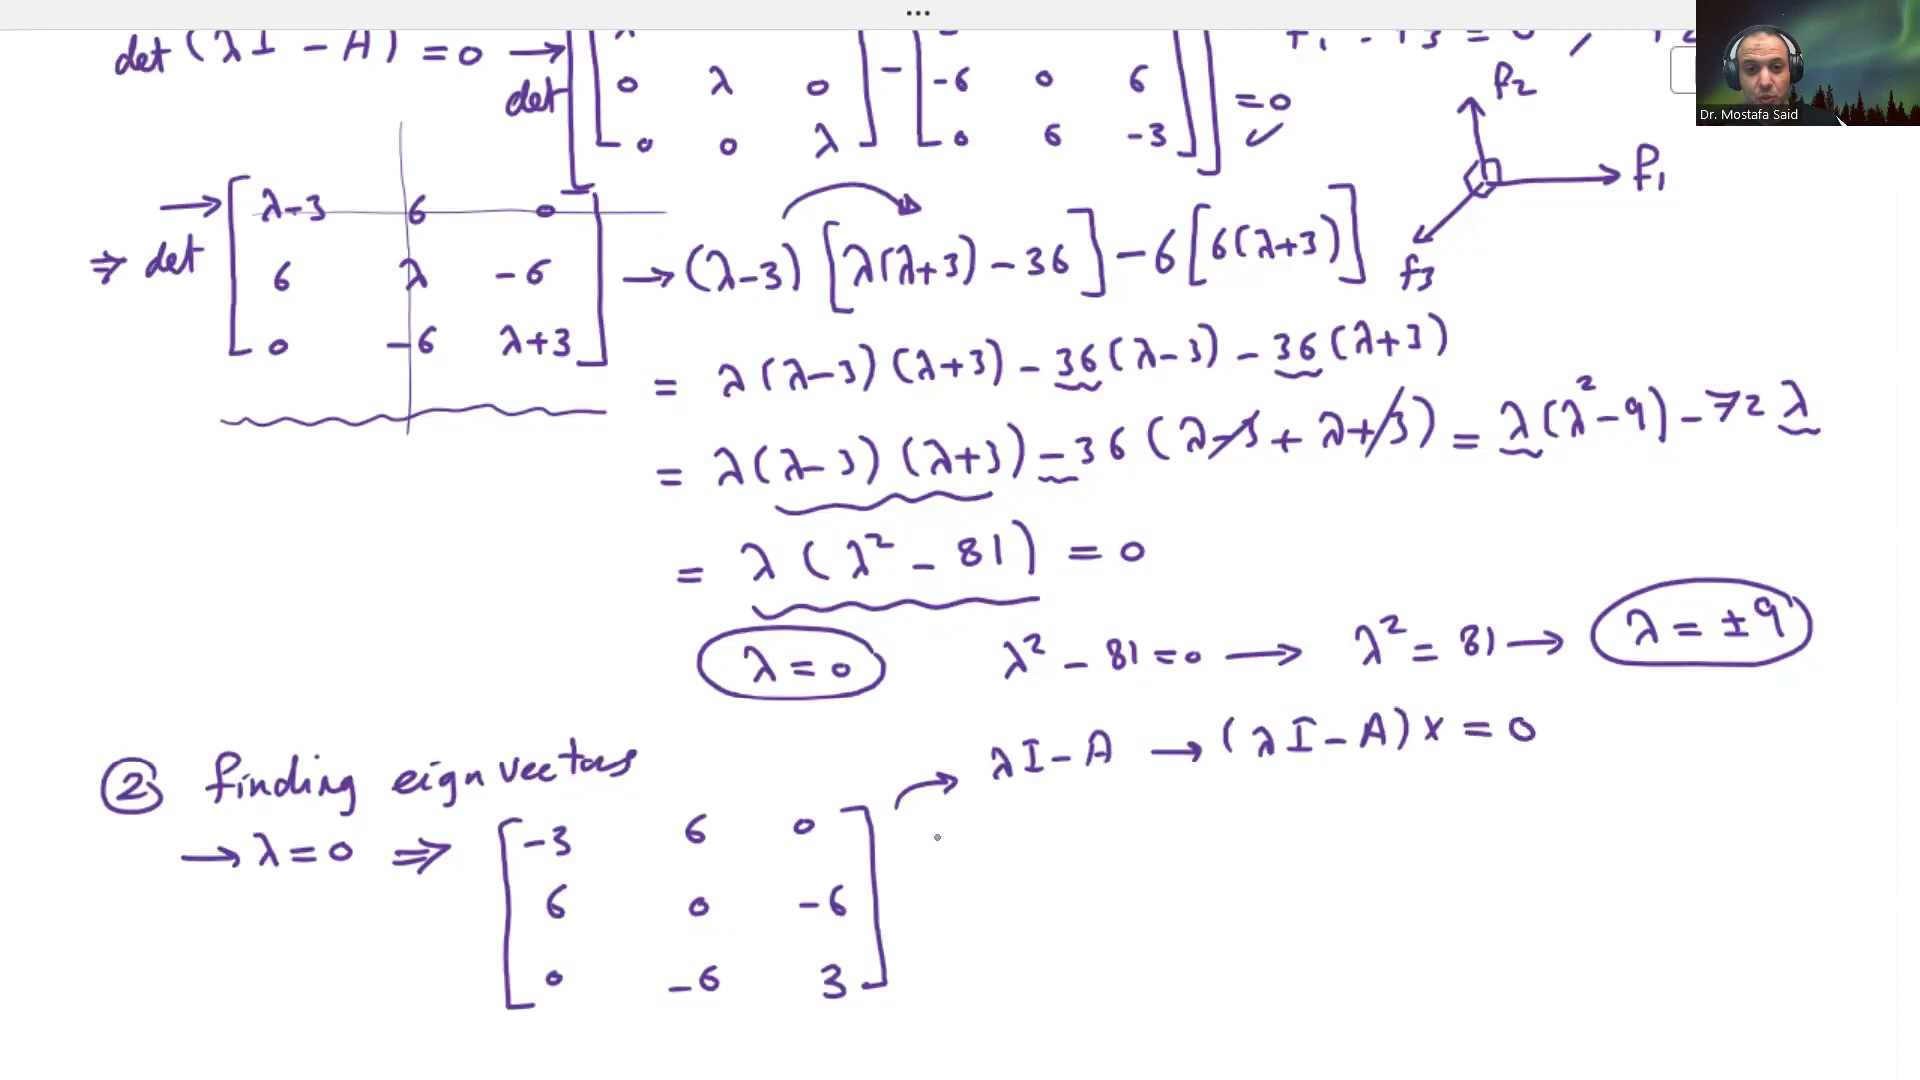 det (λI - A) = 0 → det [[λ
0 λ 0
0 0 λ] - [
-6 0 6
0 6 -3]] = 0 ✓
Dr. Mostafa Said
f2
f1
f3
⇒ det [λ-3 6 0
6 λ -6
0 -6 λ+3]
→ (λ-3) [λ(λ+3) - 36] - 6[6(λ+3)]
= λ(λ-3)(λ+3) - 36(λ-3) - 36(λ+3)
= λ(λ-3)(λ+3) - 36(λ-3 + λ+3) = λ(λ² - 9) - 72λ
= λ(λ² - 81) = 0
λ = 0 λ² - 81 = 0 → λ² = 81 → λ = ±9
② finding eignvectors
λI - A → (λI - A) x = 0
→ λ = 0 ⇒ [-3 6 0
6 0 -6
0 -6 3]